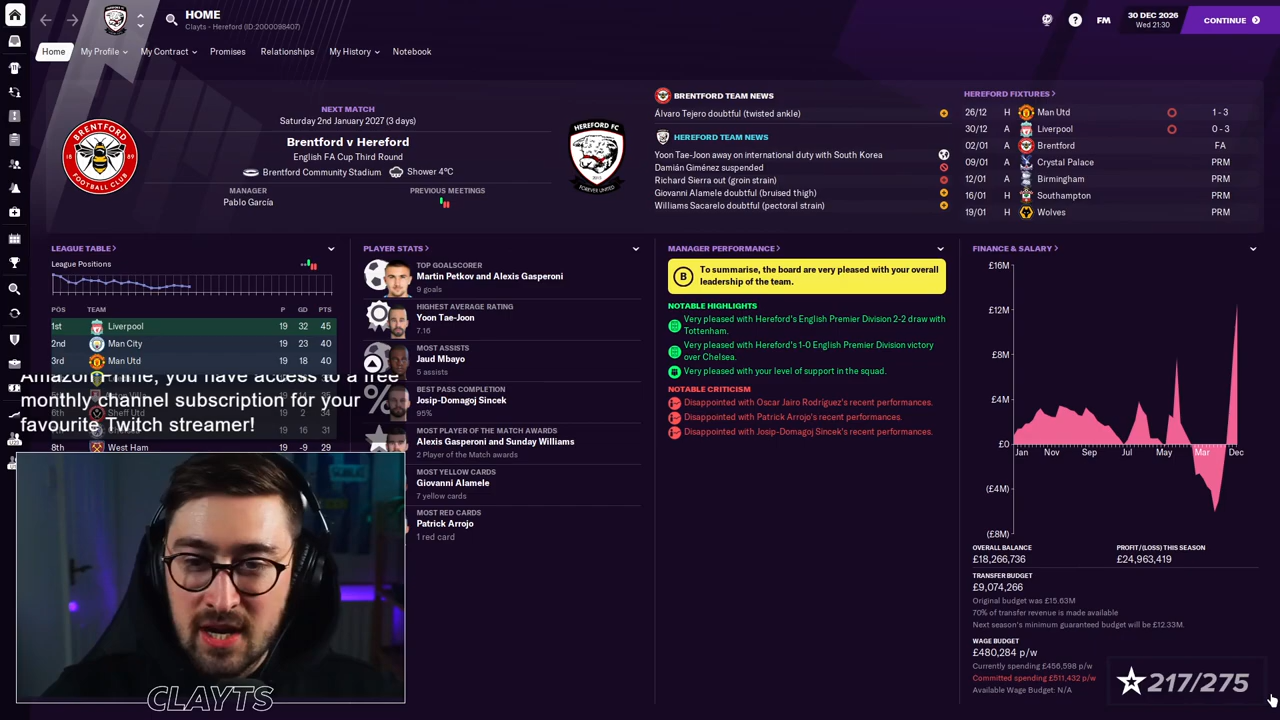 HOME
Clayts - Hereford (ID:2000098407)
FM
30 DEC 2026
Wed 21:30
CONTINUE
Home
My Profile
My Contract
Promises
Relationships
My History
Notebook
NEXT MATCH
Saturday 2nd January 2027 (3 days)
Brentford v Hereford
English FA Cup Third Round
Brentford Community Stadium
Shower 4°C
MANAGER
Pablo García
PREVIOUS MEETINGS
BRENTFORD TEAM NEWS
Álvaro Tejero doubtful (twisted ankle)
HEREFORD TEAM NEWS
Yoon Tae-Joon away on international duty with South Korea
Damián Giménez suspended
Richard Sierra out (groin strain)
Giovanni Alamele doubtful (bruised thigh)
Williams Sacarelo doubtful (pectoral strain)
HEREFORD FIXTURES
26/12 H Man Utd 1 - 3
30/12 A Liverpool 0 - 3
02/01 A Brentford FA
09/01 A Crystal Palace PRM
12/01 A Birmingham PRM
16/01 H Southampton PRM
19/01 H Wolves PRM
LEAGUE TABLE
League Positions
POS TEAM P GD PTS
1st Liverpool 19 32 45
2nd Man City 19 23 40
3rd Man Utd 19 18 40
AmazonPrime, you have access to a free
monthly channel subscription for your
favourite Twitch streamer!
Sheff Utd 19 2 34
19 16 31
8th West Ham 19 -9 29
PLAYER STATS
TOP GOALSCORER
Martin Petkov and Alexis Gasperoni
9 goals
HIGHEST AVERAGE RATING
Yoon Tae-Joon
7.16
MOST ASSISTS
Jaud Mbayo
5 assists
BEST PASS COMPLETION
Josip-Domagoj Sincek
95%
MOST PLAYER OF THE MATCH AWARDS
Alexis Gasperoni and Sunday Williams
2 Player of the Match awards
MOST YELLOW CARDS
Giovanni Alamele
7 yellow cards
MOST RED CARDS
Patrick Arrojo
1 red card
MANAGER PERFORMANCE
B
To summarise, the board are very pleased with your overall
leadership of the team.
NOTABLE HIGHLIGHTS
Very pleased with Hereford's English Premier Division 2-2 draw with
Tottenham.
Very pleased with Hereford's 1-0 English Premier Division victory
over Chelsea.
Very pleased with your level of support in the squad.
NOTABLE CRITICISM
Disappointed with Oscar Jairo Rodríguez's recent performances.
Disappointed with Patrick Arrojo's recent performances.
Disappointed with Josip-Domagoj Sincek's recent performances.
FINANCE & SALARY
£16M
£12M
£8M
£4M
£0
(£4M)
(£8M)
Jan Nov Sep Jul May Mar Dec
OVERALL BALANCE
£18,266,736
PROFIT/(LOSS) THIS SEASON
£24,963,419
TRANSFER BUDGET
£9,074,266
Original budget was £15.63M
70% of transfer revenue is made available
Next season's minimum guaranteed budget will be £12.33M.
WAGE BUDGET
£480,284 p/w
Currently spending £456,598 p/w
Committed spending £511,432 p/w
Available Wage Budget: N/A
217/275
CLAYTS
BRENTFORD
FOOTBALL CLUB
HEREFORD FC
FOREVER UNITED